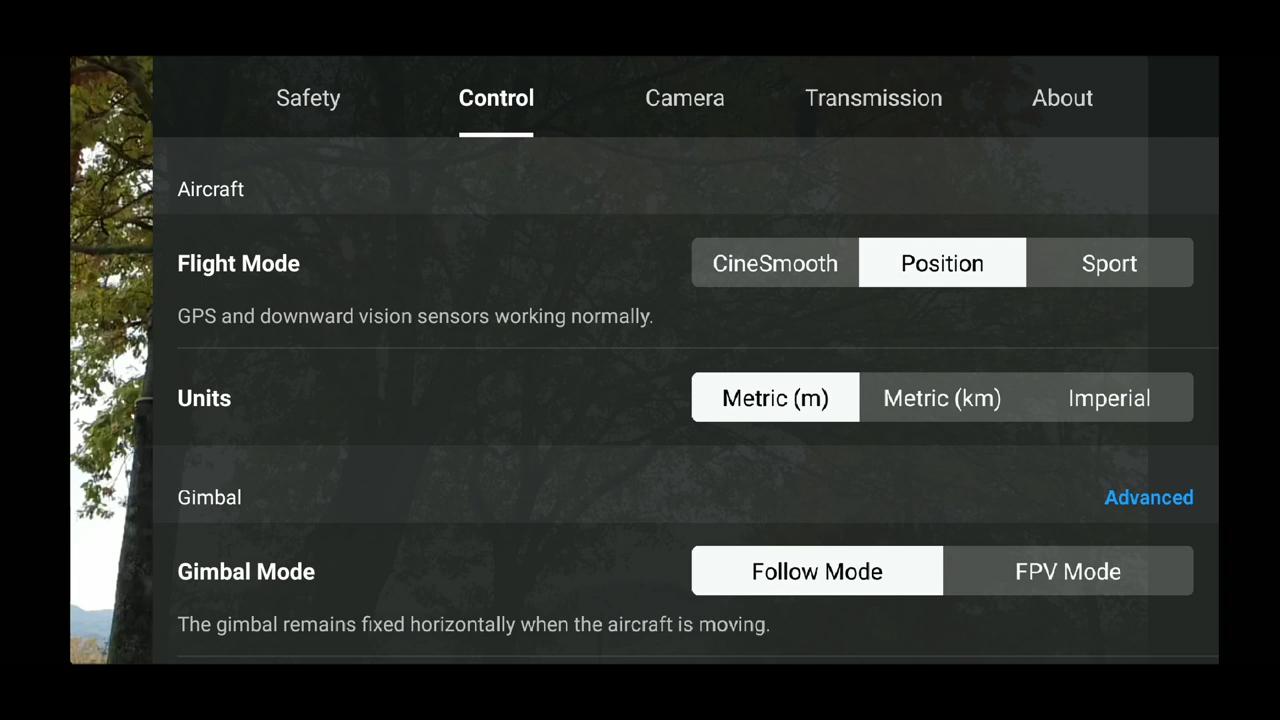 Safety Control Camera Transmission About
Aircraft
Flight Mode CineSmooth Position Sport
GPS and downward vision sensors working normally.
Units Metric (m) Metric (km) Imperial
Gimbal Advanced
Gimbal Mode Follow Mode FPV Mode
The gimbal remains fixed horizontally when the aircraft is moving.